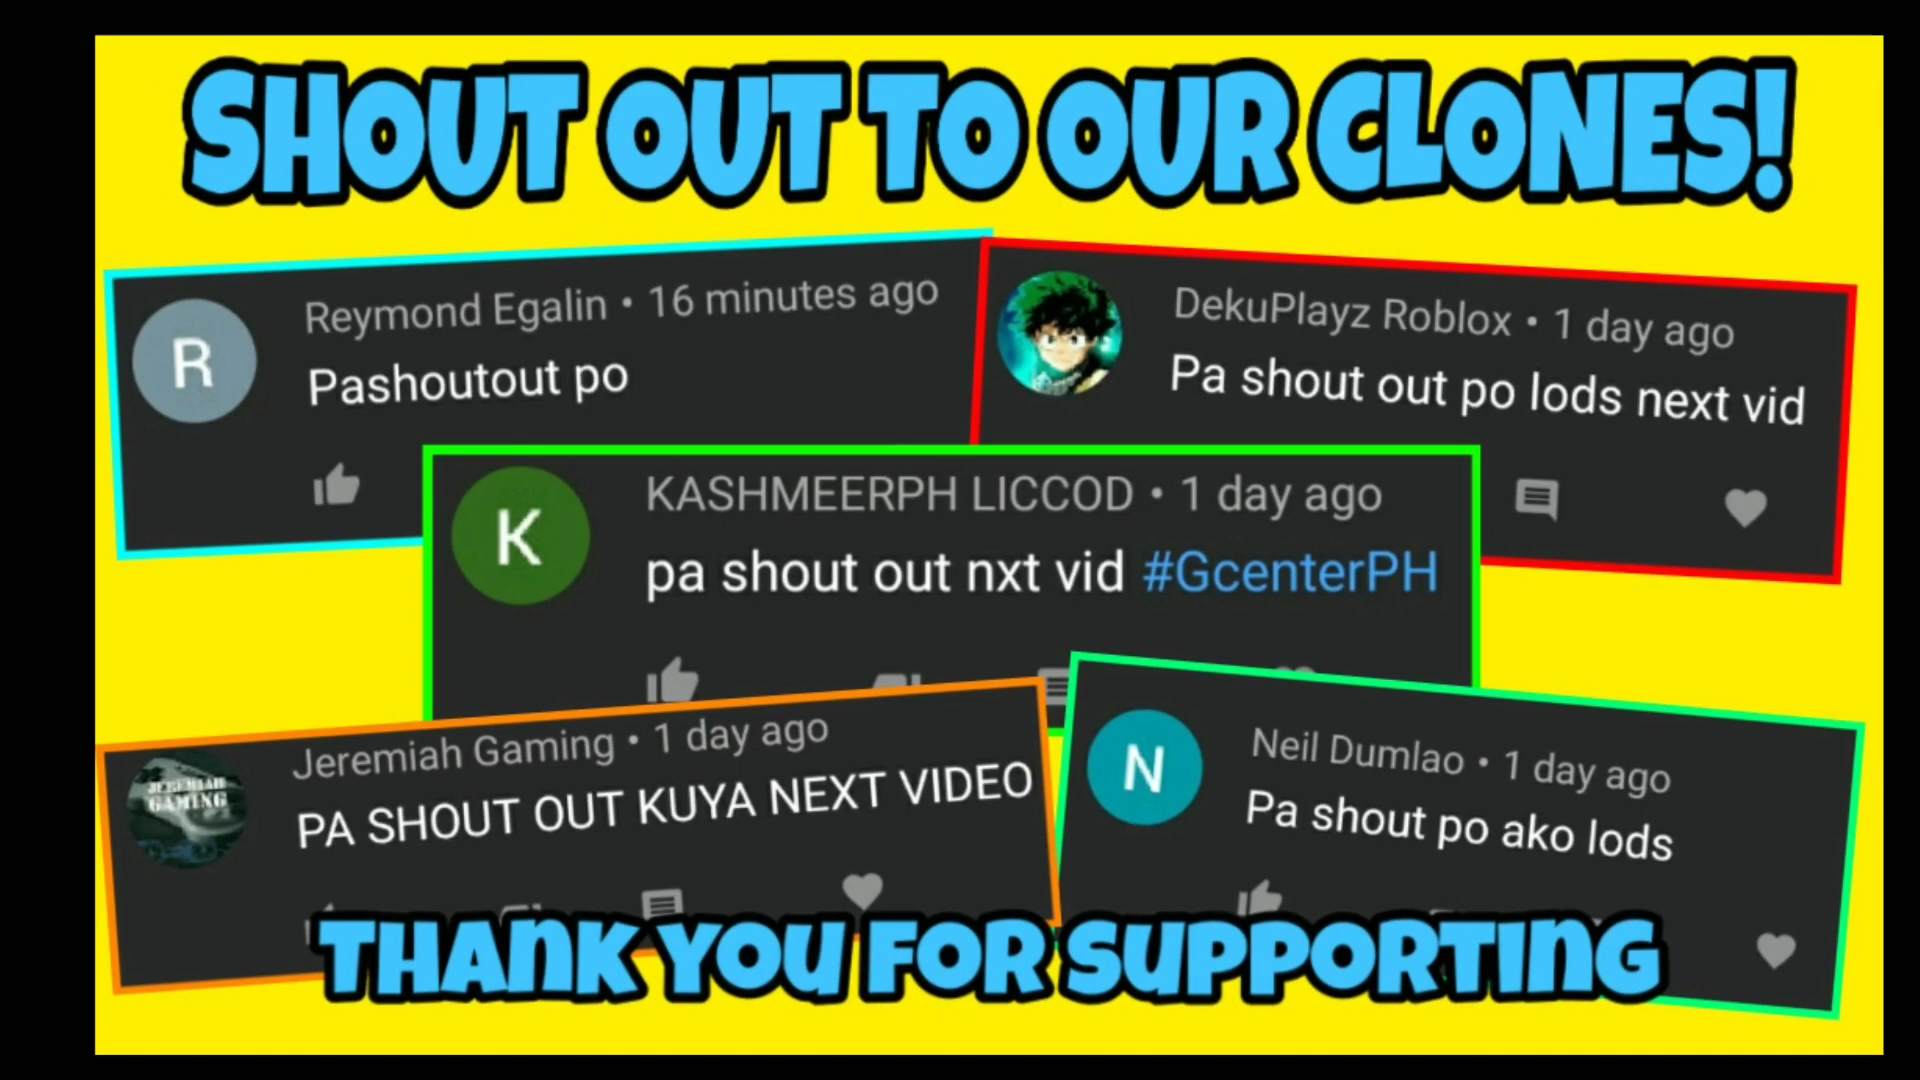 SHOUT OUT TO OUR CLONES!
R
Reymond Egalin • 16 minutes ago
Pashoutout po
DekuPlayz Roblox • 1 day ago
Pa shout out po lods next vid
K
KASHMEERPH LICCOD • 1 day ago
pa shout out nxt vid #GcenterPH
JEREMIAH
GAMING
Jeremiah Gaming • 1 day ago
PA SHOUT OUT KUYA NEXT VIDEO
N
Neil Dumlao • 1 day ago
Pa shout po ako lods
THANK YOU FOR SUPPORTING